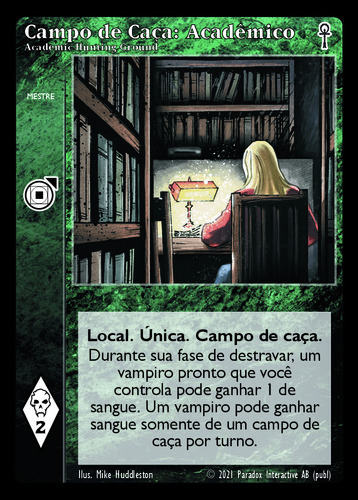 Campo de Caça: Acadêmico
Academic Hunting Ground
MESTRE
Local. Única. Campo de caça.
Durante sua fase de destravar, um
vampiro pronto que você
controla pode ganhar 1 de
sangue. Um vampiro pode ganhar
sangue somente de um campo de
caça por turno.
2
Ilus. Mike Huddleston © 2021 Paradox Interactive AB (publ)